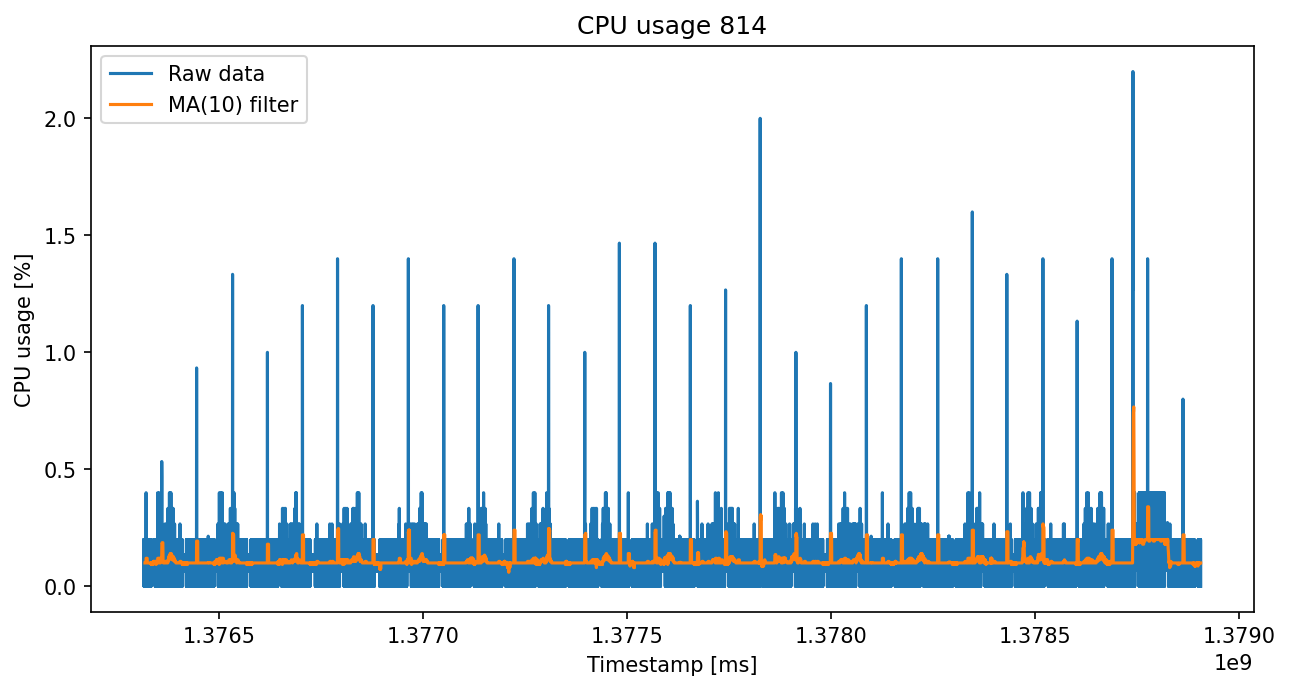 CPU usage 814
Raw data
MA(10) filter
CPU usage [%]
2.0
1.5
1.0
0.5
0.0
1.3765
1.3770
1.3775
1.3780
1.3785
1.3790
1e9
Timestamp [ms]